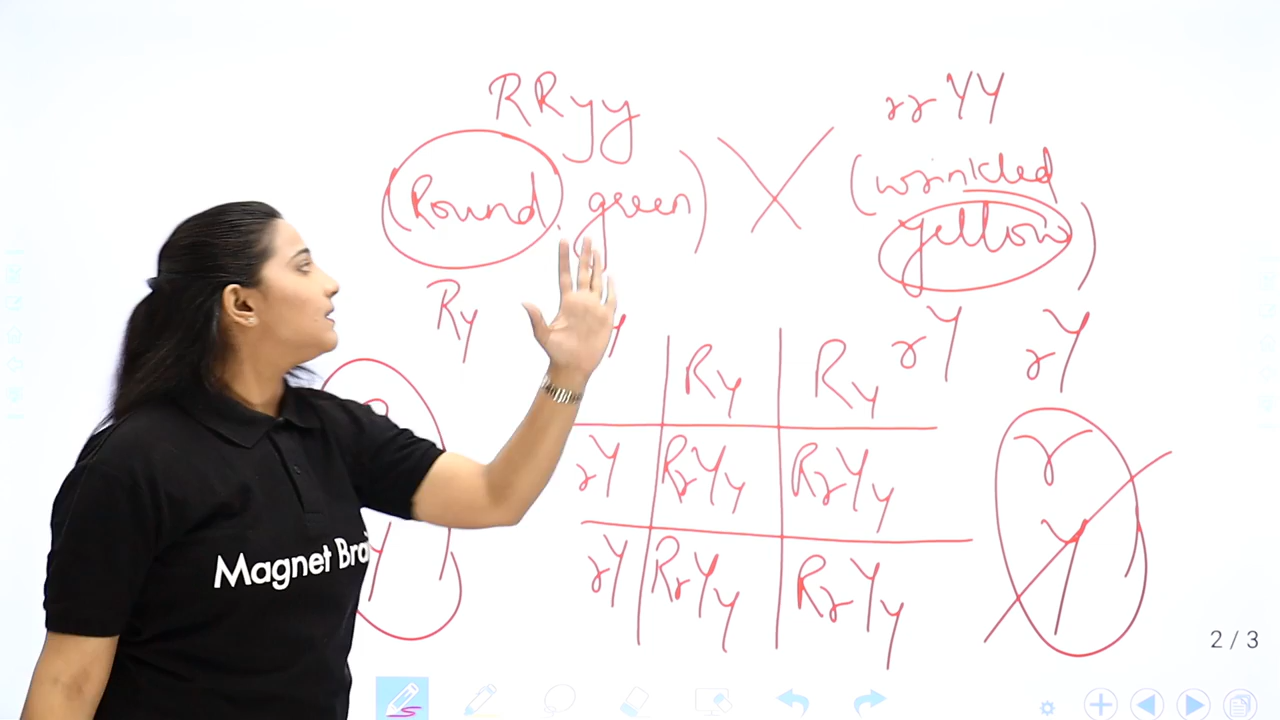 RRyy rrYY
(Round green) X (wrinkled
yellow)
Ry y rY rY
Ry Ry
rY RrYy RrYy
r
rY RrYy RrYy
y
Magnet Brai
2/3